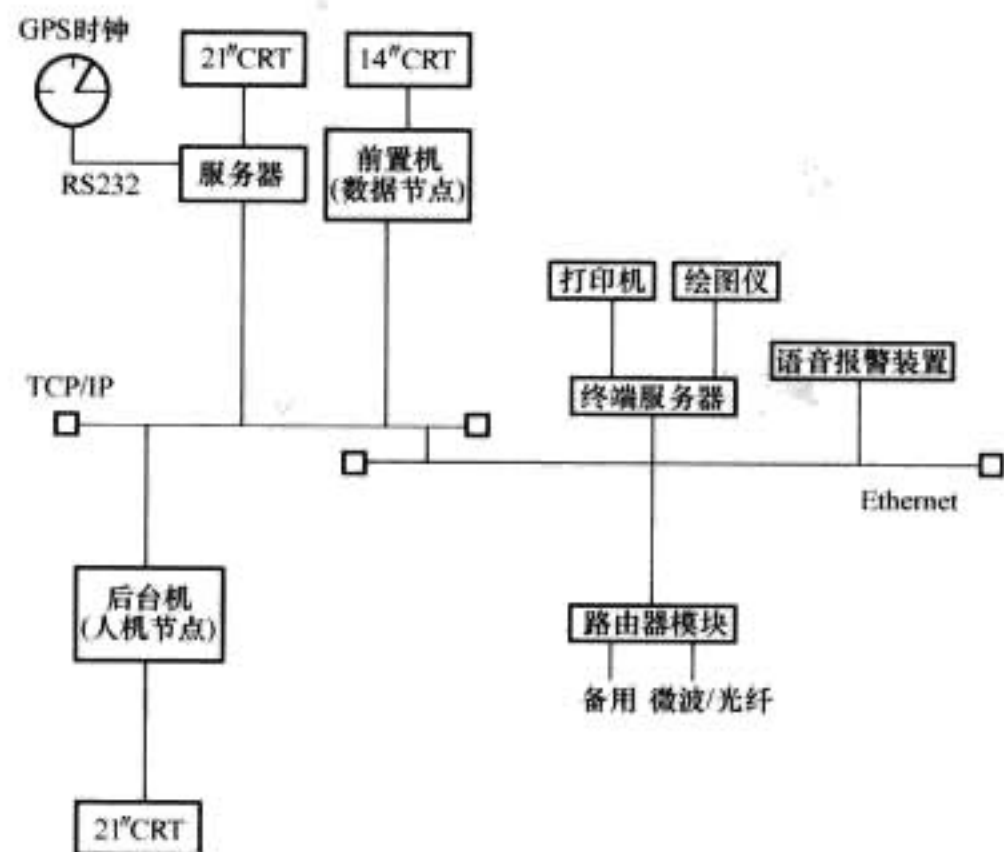 GPS时钟
21"CRT
14"CRT
RS232
服务器
前置机
(数据节点)
打印机
绘图仪
语音报警装置
终端服务器
TCP/IP
Ethernet
后台机
(人机节点)
路由器模块
备用 微波/光纤
21"CRT